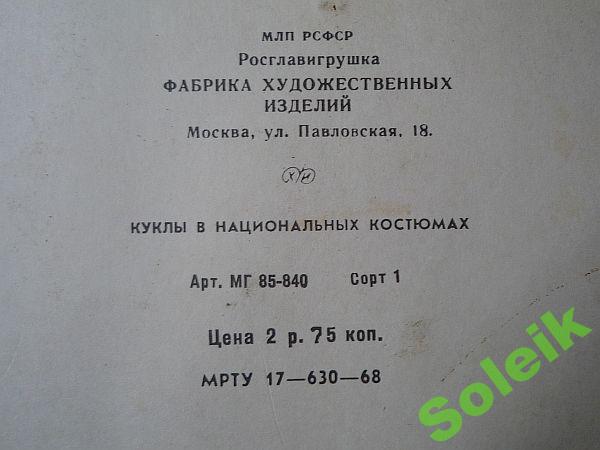 МЛП РСФСР
Росглавигрушка
ФАБРИКА ХУДОЖЕСТВЕННЫХ
ИЗДЕЛИЙ
Москва, ул. Павловская, 18.
ХИ
КУКЛЫ В НАЦИОНАЛЬНЫХ КОСТЮМАХ
Арт. МГ 85-840 Сорт 1
Цена 2 р. 75 коп.
МРТУ 17—630—68
Soleik